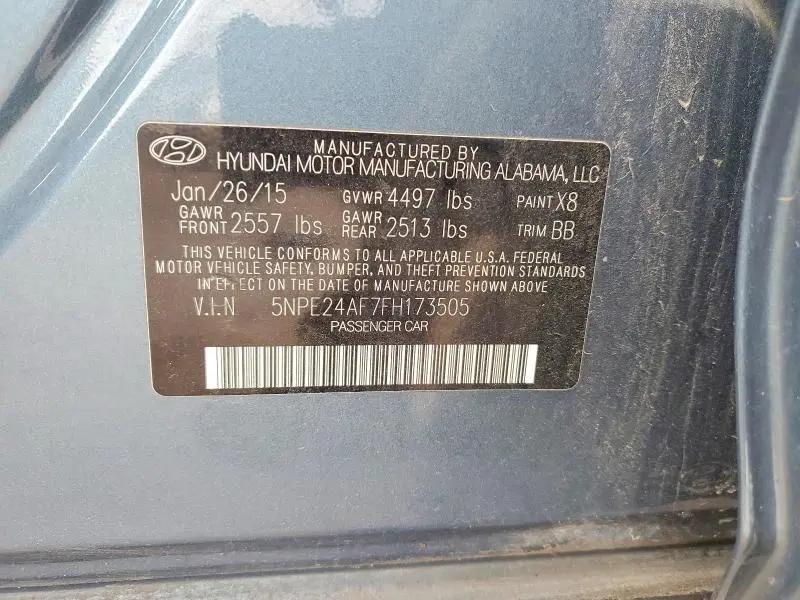 MANUFACTURED BY
HYUNDAI MOTOR MANUFACTURING ALABAMA, LLC
Jan/26/15 GVWR 4497 lbs PAINT X8
GAWR FRONT 2557 lbs GAWR REAR 2513 lbs TRIM BB
THIS VEHICLE CONFORMS TO ALL APPLICABLE U.S.A. FEDERAL
MOTOR VEHICLE SAFETY, BUMPER, AND THEFT PREVENTION STANDARDS
IN EFFECT ON THE DATE OF MANUFACTURE SHOWN ABOVE
V.I.N 5NPE24AF7FH173505
PASSENGER CAR